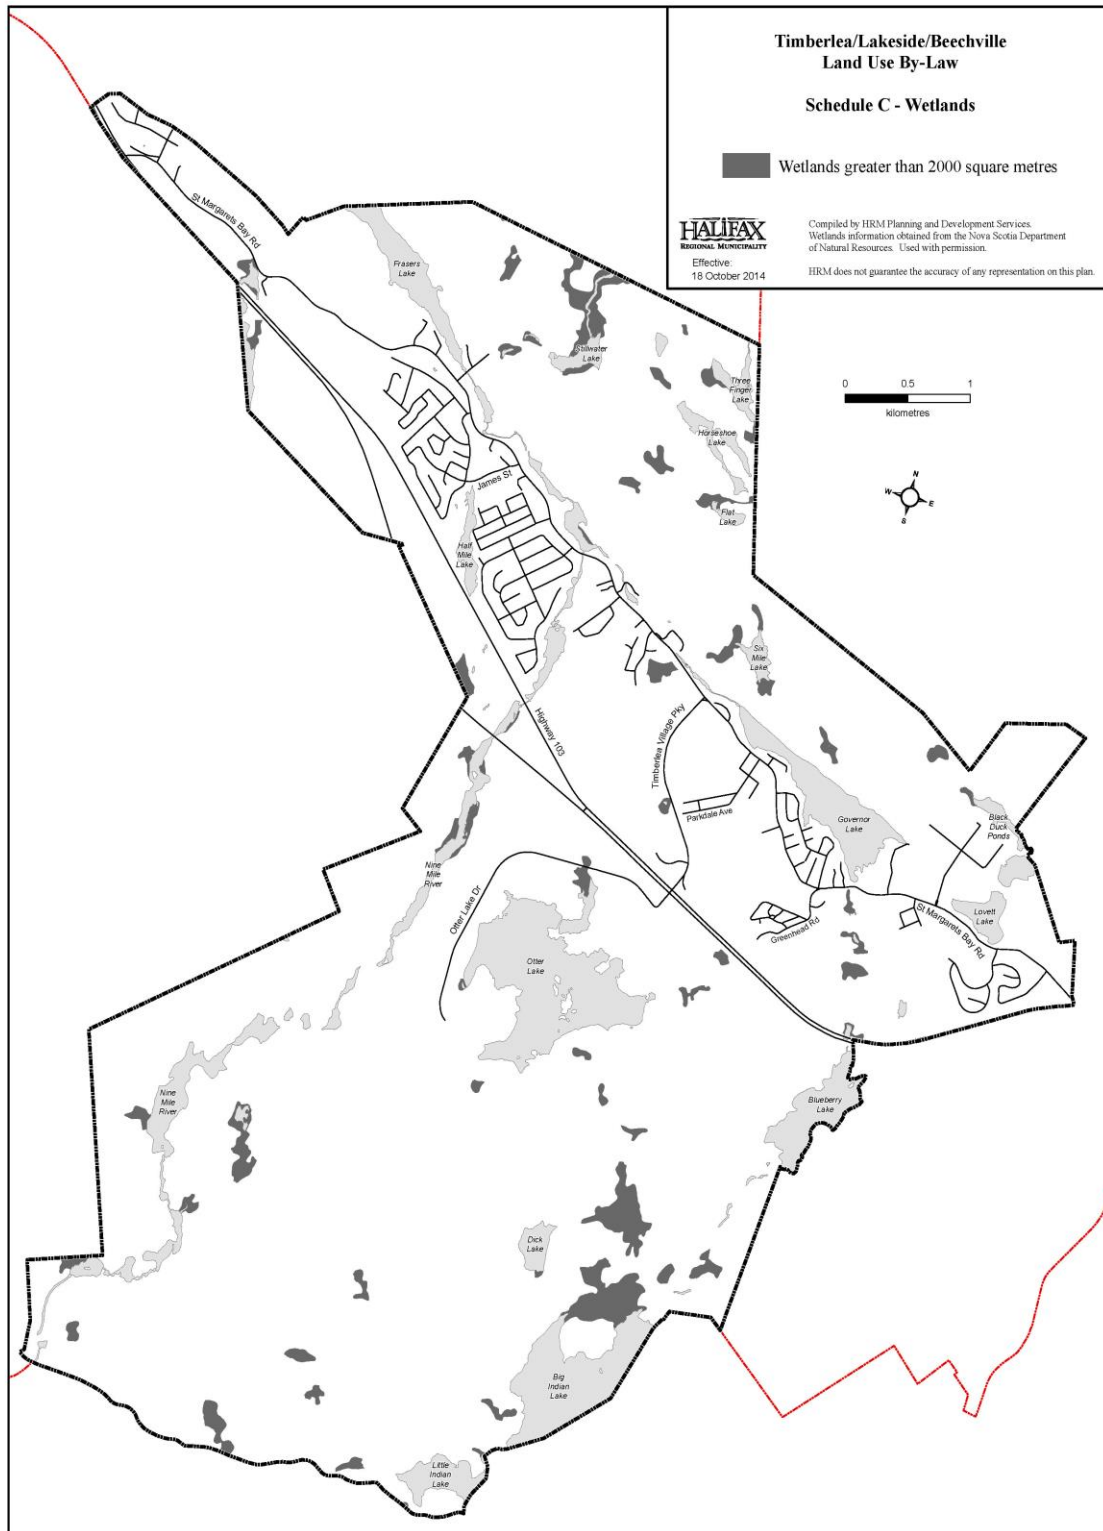 Timberlea/Lakeside/Beechville
Land Use By-Law
Schedule C - Wetlands
Wetlands greater than 2000 square metres
HALIFAX
REGIONAL MUNICIPALITY
Effective:
18 October 2014
Compiled by HRM Planning and Development Services.
Wetlands information obtained from the Nova Scotia Department
of Natural Resources. Used with permission.
HRM does not guarantee the accuracy of any representation on this plan.
0 0.5 1
kilometres
N
W
E
S
St Margarets Bay Rd
Frasers
Lake
Stillwater
Lake
Three
Finger
Lake
Horseshoe
Lake
Flat
Lake
James St
Half
Mile
Lake
Six
Mile
Lake
Highway 103
Timberlea Village Pky
Parkdale Ave
Governor
Lake
Black
Duck
Ponds
Nine
Mile
River
Otter Lake Dr
Greenhead Rd
St Margarets Bay Rd
Lovett
Lake
Otter
Lake
Nine
Mile
River
Blueberry
Lake
Dick
Lake
Big
Indian
Lake
Little
Indian
Lake